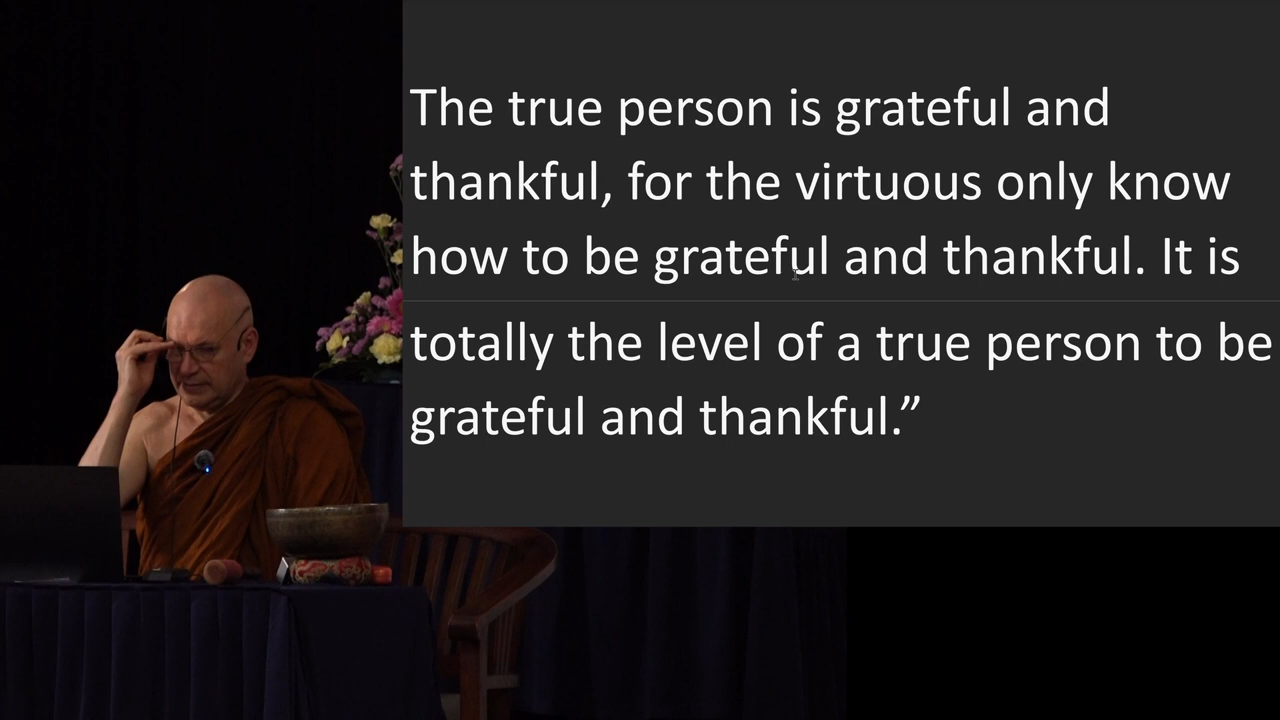 The true person is grateful and
thankful, for the virtuous only know
how to be grateful and thankful. It is
totally the level of a true person to be
grateful and thankful.”